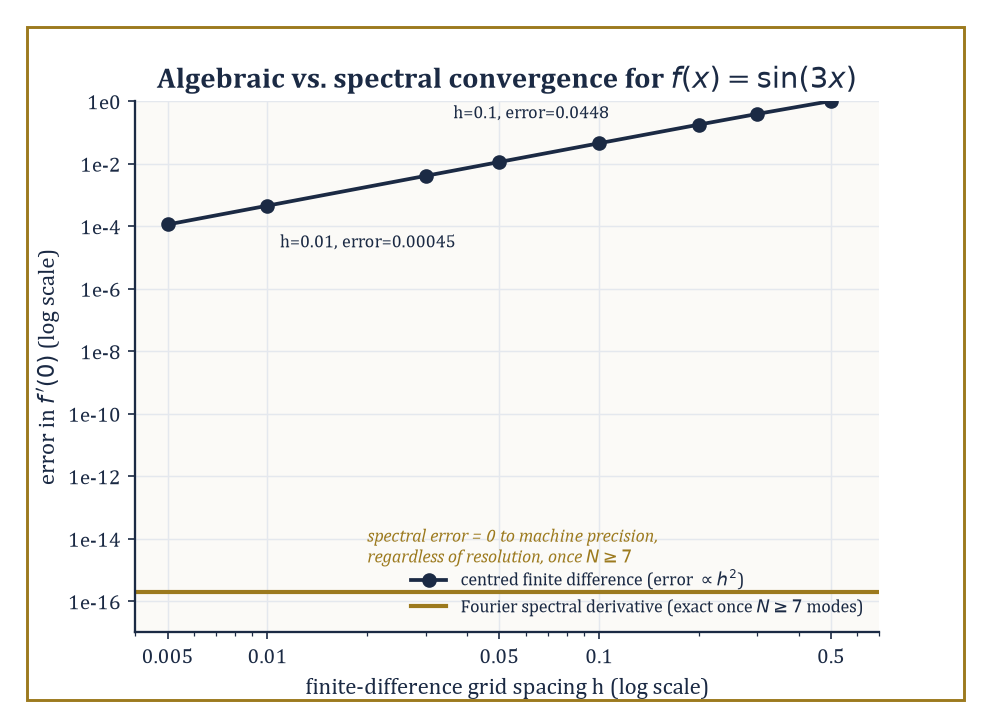 Algebraic vs. spectral convergence for f(x) = sin(3x)
1e0
1e-2
1e-4
1e-6
1e-8
1e-10
1e-12
1e-14
1e-16
error in f′(0) (log scale)
h=0.1, error=0.0448
h=0.01, error=0.00045
spectral error = 0 to machine precision,
regardless of resolution, once N ≥ 7
centred finite difference (error ∝ h²)
Fourier spectral derivative (exact once N ≥ 7 modes)
0.005 0.01 0.05 0.1 0.5
finite-difference grid spacing h (log scale)